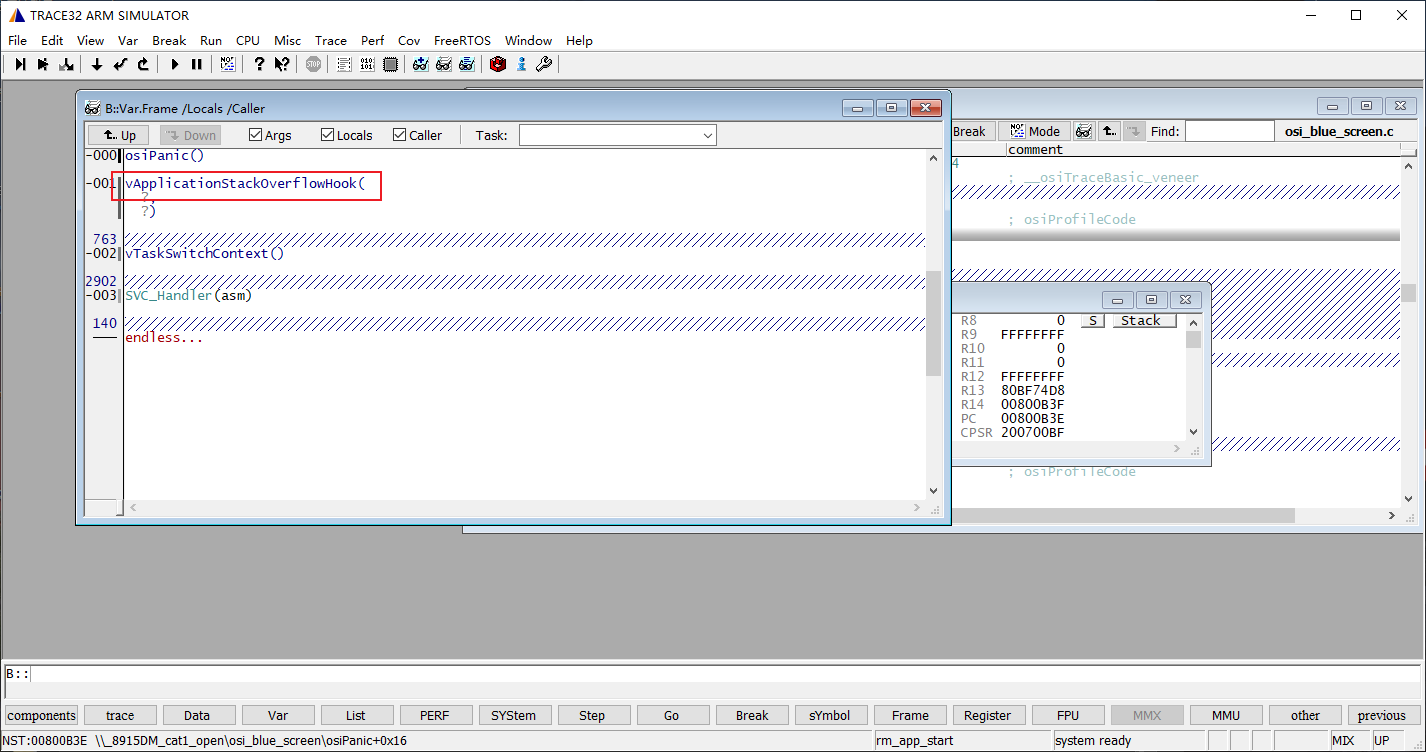 TRACE32 ARM SIMULATOR
File Edit View Var Break Run CPU Misc Trace Perf Cov FreeRTOS Window Help
B::Var.Frame /Locals /Caller
Up Down Args Locals Caller Task:
-000 osiPanic()
-001 vApplicationStackOverflowHook(
?,
?)
763
-002 vTaskSwitchContext()
2902
-003 SVC_Handler(asm)
140
endless...
Break Mode Find: osi_blue_screen.c
comment
4
; __osiTraceBasic_veneer
; osiProfileCode
R8 0 S Stack
R9 FFFFFFFF
R10 0
R11 0
R12 FFFFFFFF
R13 80BF74D8
R14 00800B3F
PC 00800B3E
CPSR 200700BF
; osiProfileCode
B::
components trace Data Var List PERF SYStem Step Go Break sYmbol Frame Register FPU MMX MMU other previous
NST:00800B3E \\_8915DM_cat1_open\osi_blue_screen\osiPanic+0x16 rm_app_start system ready MIX UP